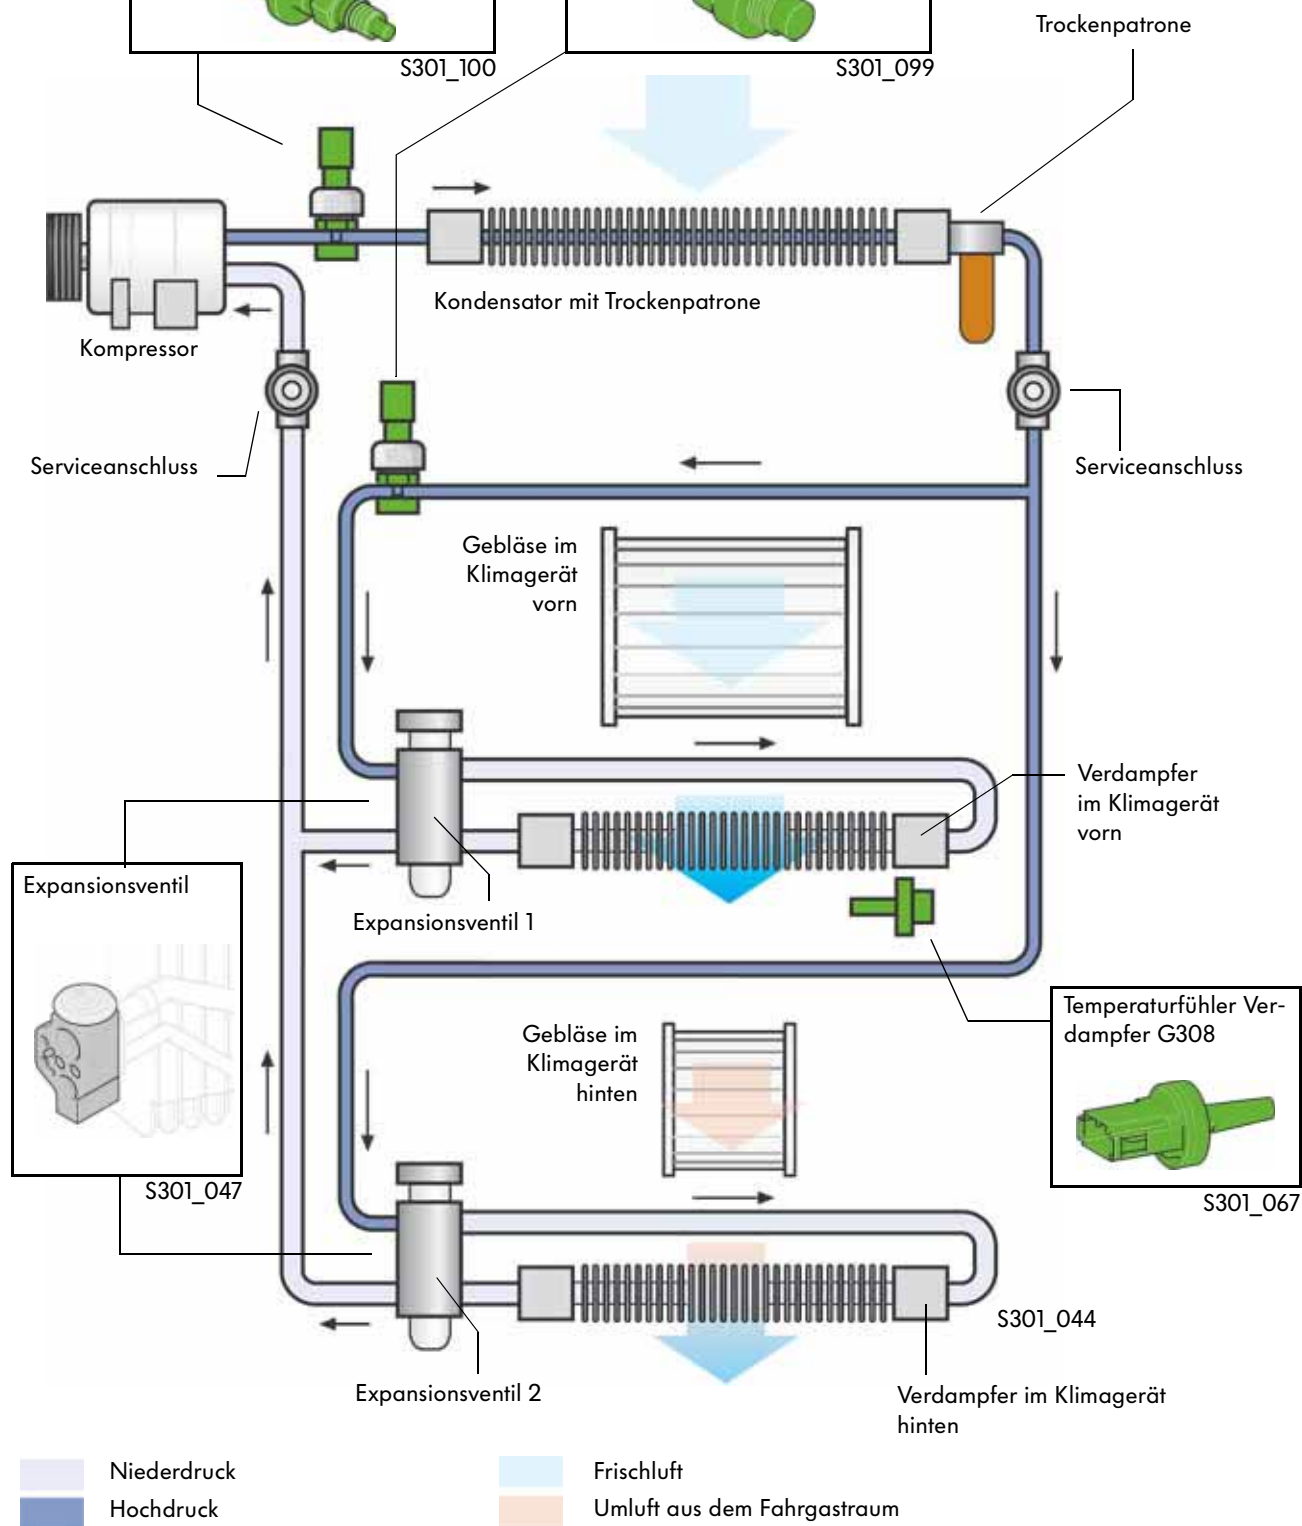 Trockenpatrone
S301_100
S301_099
Kondensator mit Trockenpatrone
Kompressor
Serviceanschluss
Serviceanschluss
Gebläse im
Klimagerät
vorn
Verdampfer
im Klimagerät
vorn
Expansionsventil
Expansionsventil 1
Temperaturfühler Ver-
dampfer G308
Gebläse im
Klimagerät
hinten
S301_047
S301_067
S301_044
Expansionsventil 2
Verdampfer im Klimagerät
hinten
Niederdruck
Frischluft
Hochdruck
Umluft aus dem Fahrgastraum